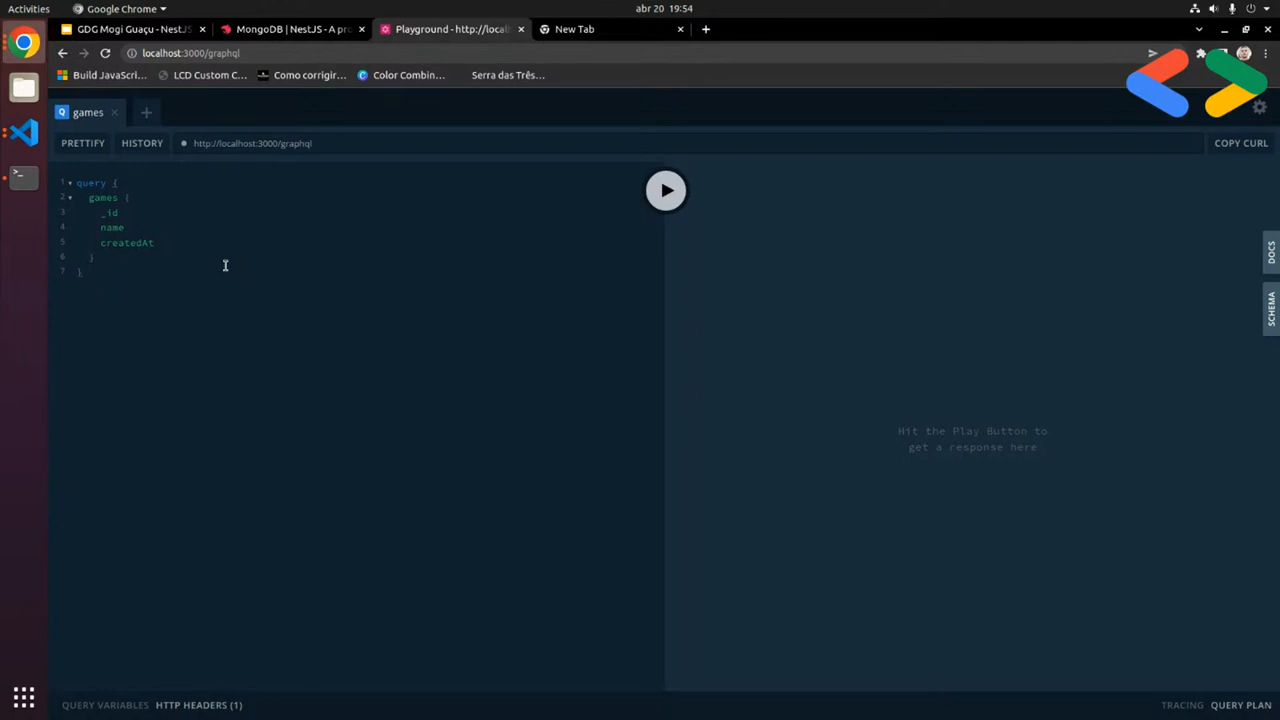 Activities
Google Chrome
abr 20 19:54
GDG Mogi Guaçu - NestJS
MongoDB | NestJS - A pro
Playground - http://local
New Tab
localhost:3000/graphql
Build JavaScri...
LCD Custom C...
Como corrigir...
Color Combin...
Serra das Três...
Q games
PRETTIFY
HISTORY
http://localhost:3000/graphql
COPY CURL
1 query {
2 games {
3 _id
4 name
5 createdAt
6 }
7 }
Hit the Play Button to
get a response here
DOCS
SCHEMA
QUERY VARIABLES
HTTP HEADERS (1)
TRACING
QUERY PLAN